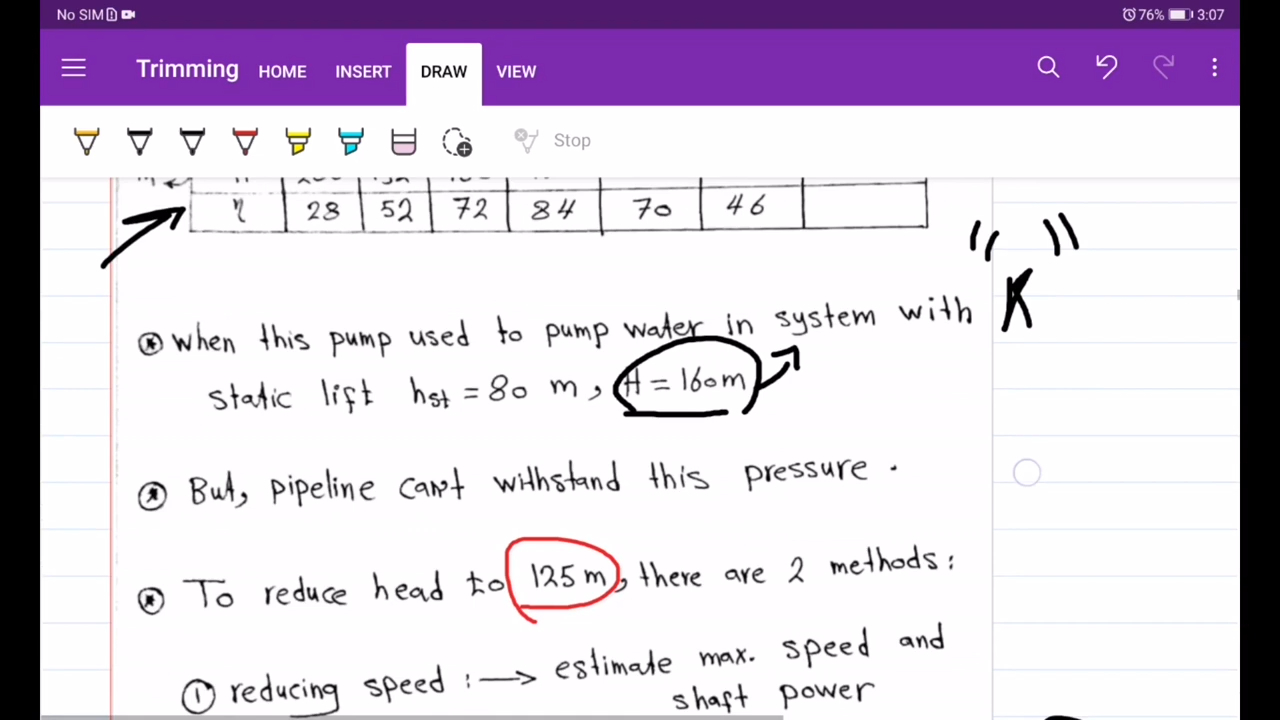 No SIM 76% 3:07
Trimming HOME INSERT DRAW VIEW
Stop
η 28 52 72 84 70 46
" K "
when this pump used to pump water in system with
static lift hst = 80 m, H = 160m
But, pipeline can't withstand this pressure.
To reduce head to 125 m, there are 2 methods:
① reducing speed : → estimate max. speed and
shaft power